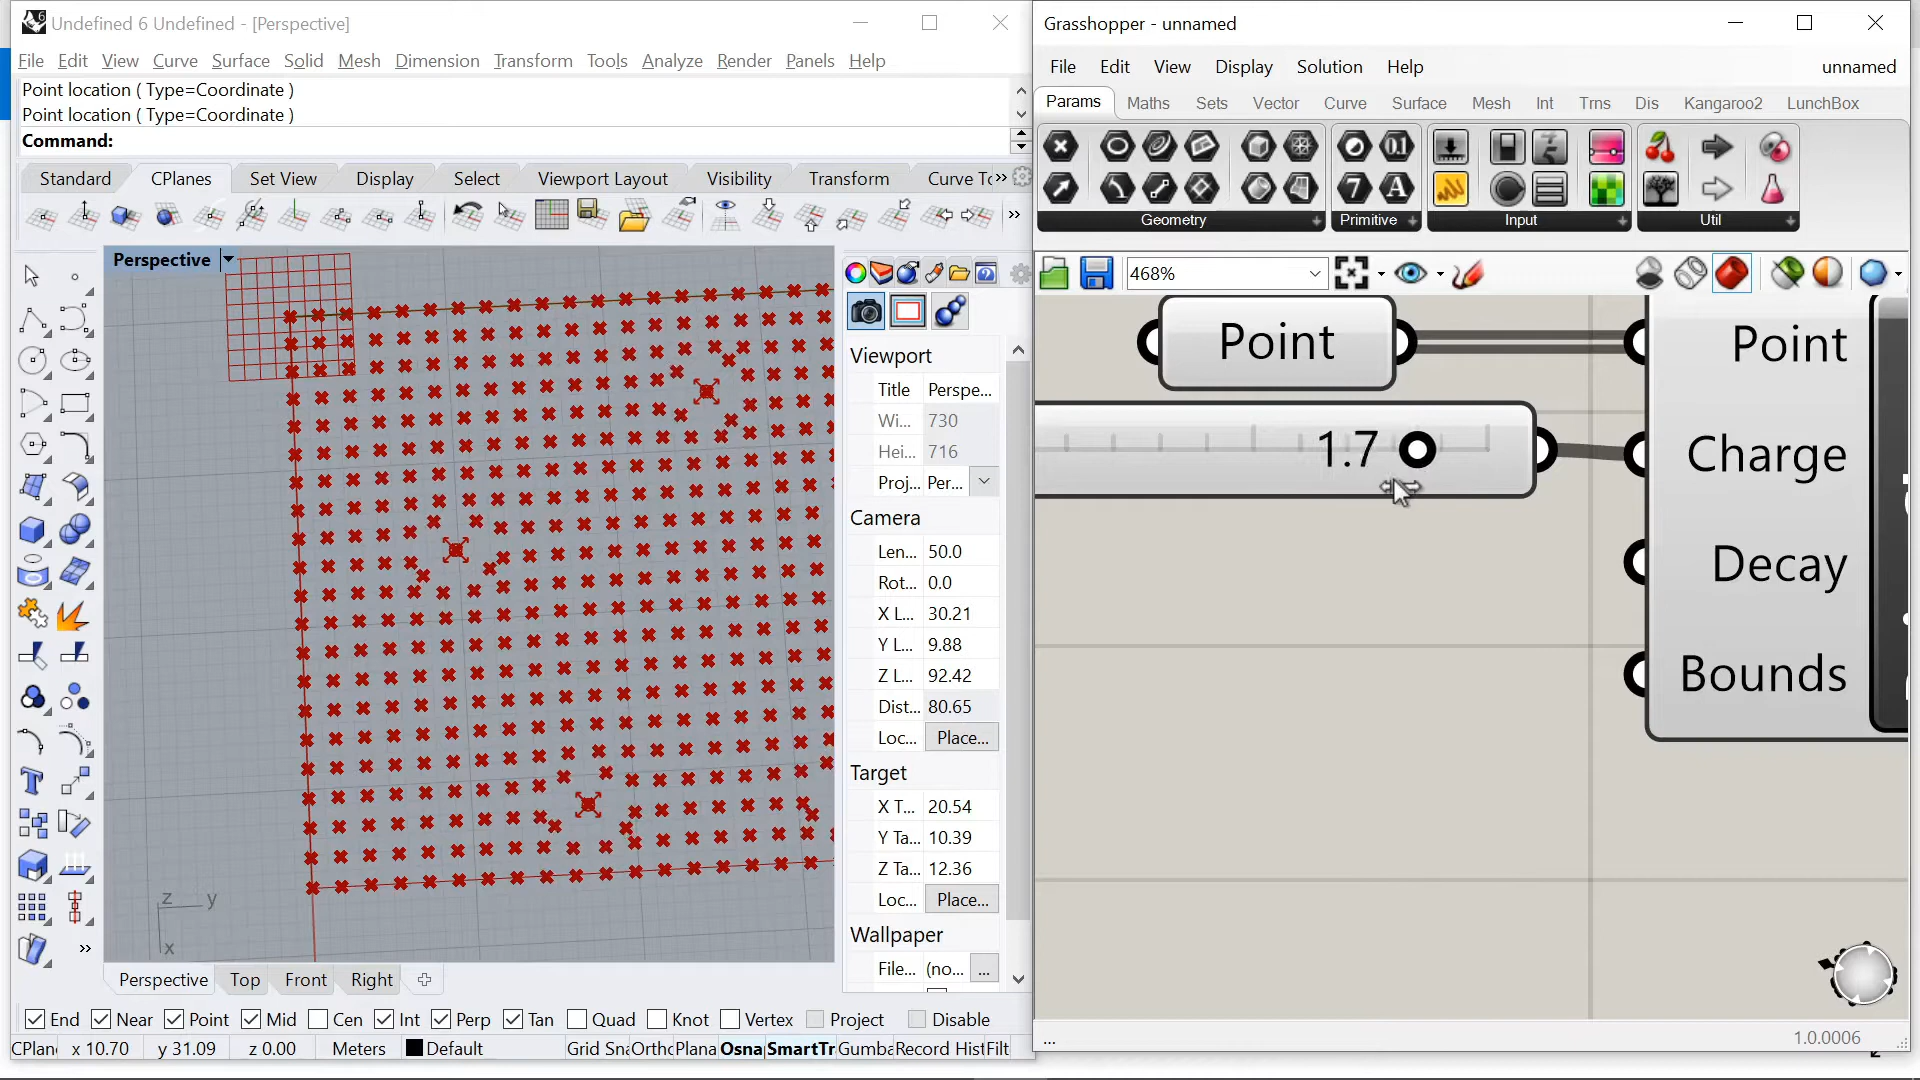 Undefined 6 Undefined - [Perspective]
File Edit View Curve Surface Solid Mesh Dimension Transform Tools Analyze Render Panels Help
Point location ( Type=Coordinate )
Point location ( Type=Coordinate )
Command:
Standard CPlanes Set View Display Select Viewport Layout Visibility Transform Curve To
Perspective
z y
x
Viewport
Title Perspe...
Wi... 730
Hei... 716
Proj... Per...
Camera
Len... 50.0
Rot... 0.0
X L... 30.21
Y L... 9.88
Z L... 92.42
Dist... 80.65
Loc... Place...
Target
X T... 20.54
Y Ta... 10.39
Z Ta... 12.36
Loc... Place...
Wallpaper
File... (no... ...
Perspective Top Front Right
End Near Point Mid Cen Int Perp Tan Quad Knot Vertex Project Disable
CPlan x 10.70 y 31.09 z 0.00 Meters Default Grid Sna Ortho Plana Osna SmartTr Gumba Record Hist Filt
Grasshopper - unnamed
File Edit View Display Solution Help unnamed
Params Maths Sets Vector Curve Surface Mesh Int Trns Dis Kangaroo2 LunchBox
Geometry Primitive Input Util
468%
Point Point
1.7 Charge
Decay
Bounds
... 1.0.0006